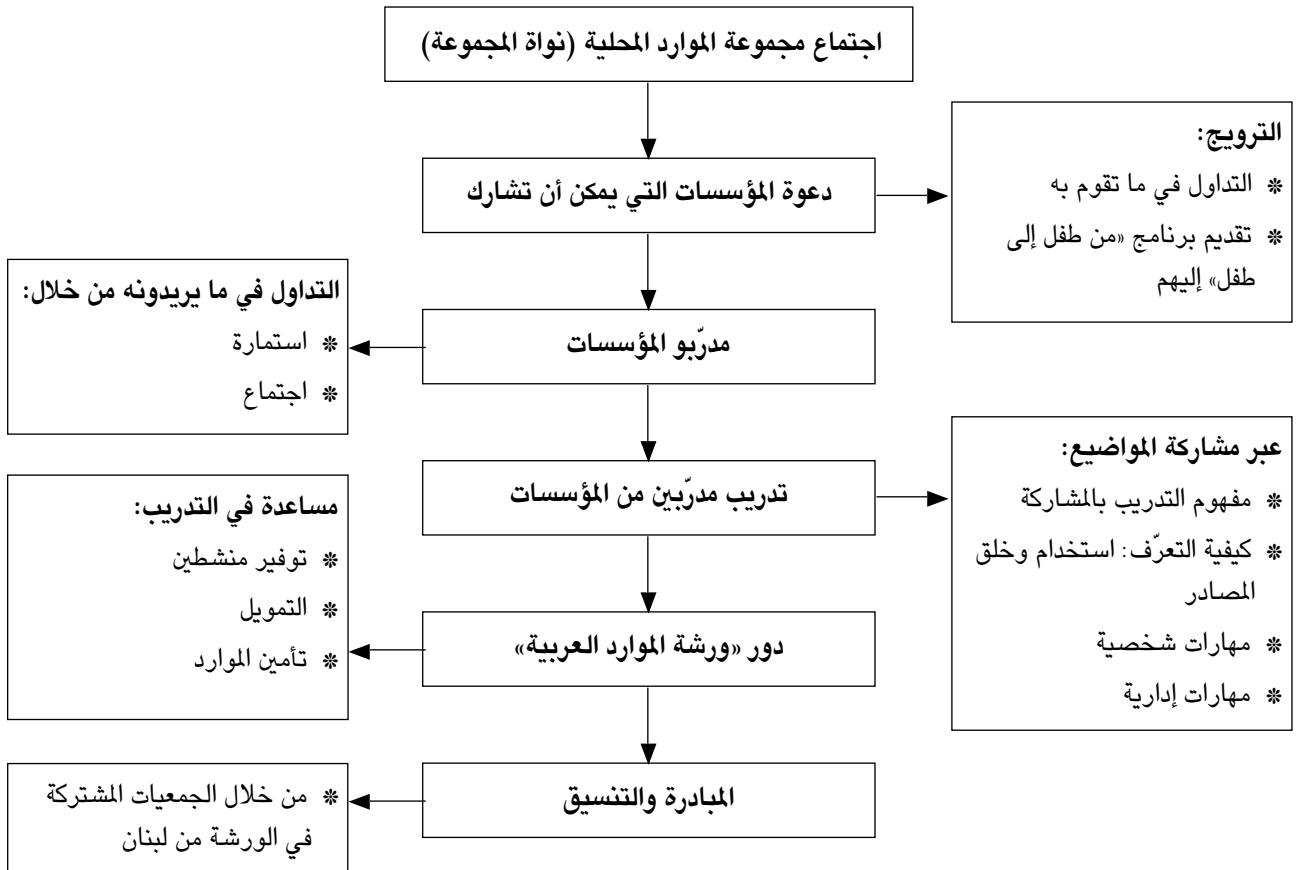 اجتماع مجموعة الموارد المحلية (نواة المجموعة)
دعوة المؤسسات التي يمكن أن تشارك
الترويج:
* التداول في ما تقوم به
* تقديم برنامج «من طفل إلى
طفل» إليهم
مدرّبو المؤسسات
التداول في ما يريدونه من خلال:
* استمارة
* اجتماع
تدريب مدرّبين من المؤسسات
عبر مشاركة المواضيع:
* مفهوم التدريب بالمشاركة
* كيفية التعرّف: استخدام وخلق
المصادر
* مهارات شخصية
* مهارات إدارية
دور «ورشة الموارد العربية»
مساعدة في التدريب:
* توفير منشطين
* التمويل
* تأمين الموارد
المبادرة والتنسيق
* من خلال الجمعيات المشتركة
في الورشة من لبنان